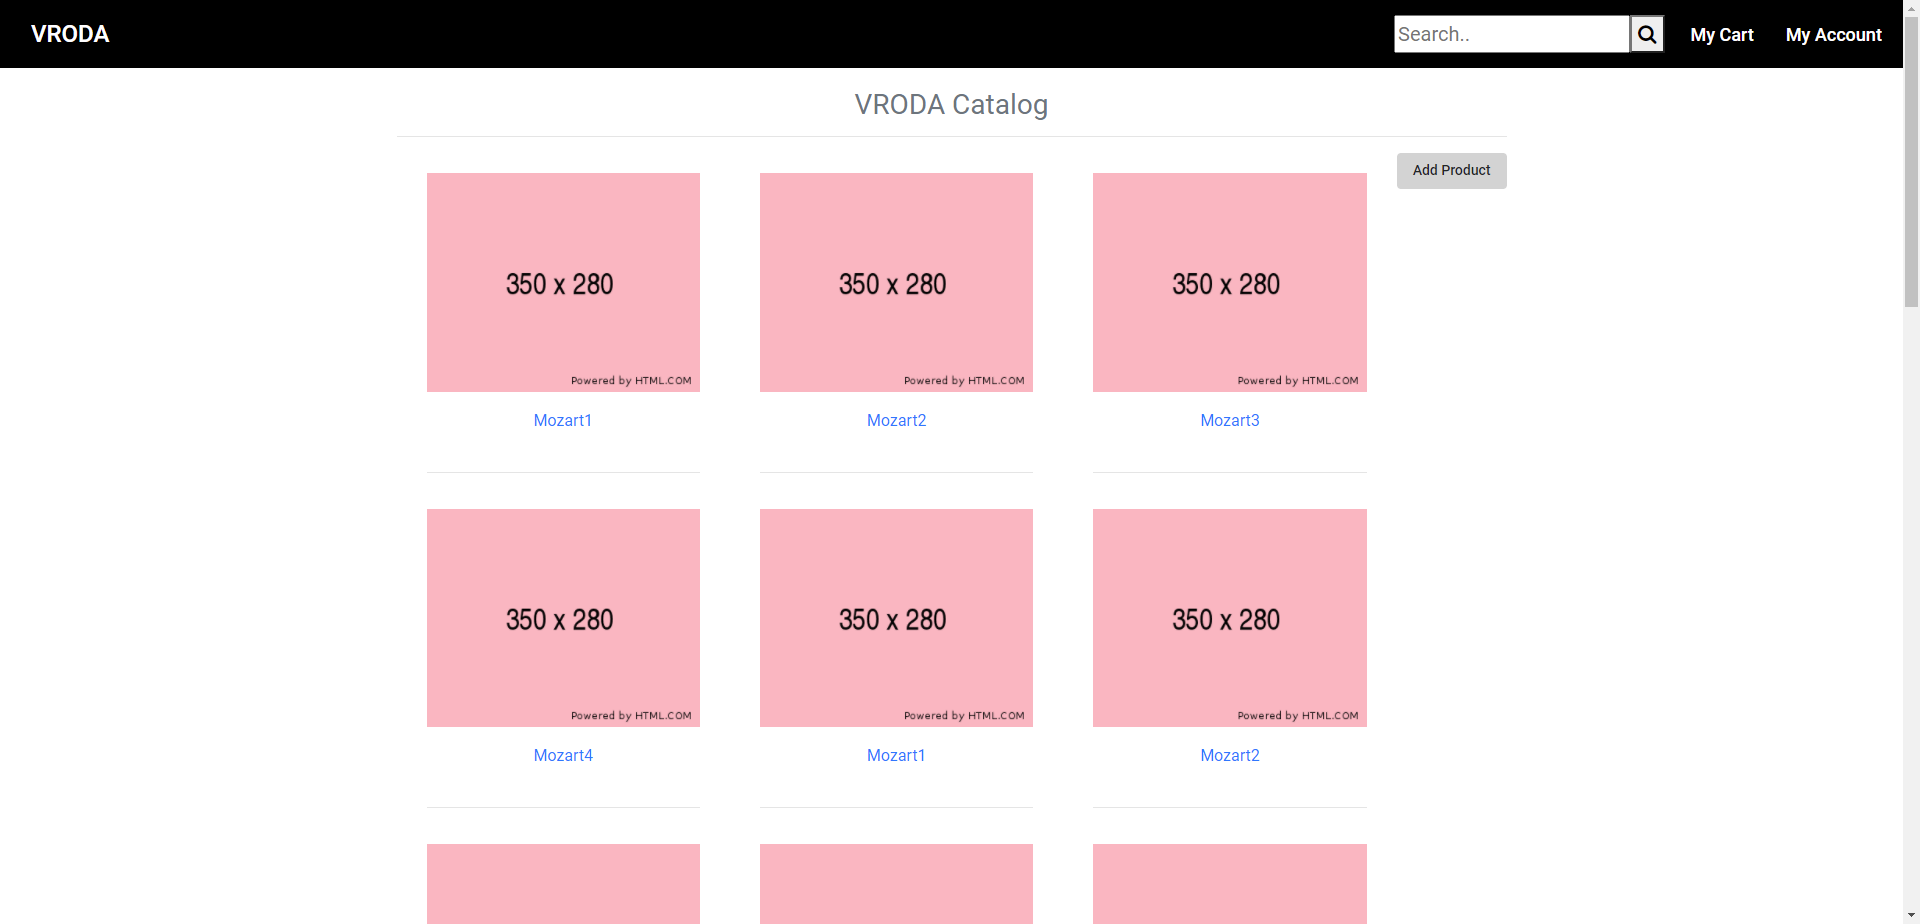 VRODA
Search..
My Cart
My Account
VRODA Catalog
Add Product
350 x 280
Powered by HTML.COM
350 x 280
Powered by HTML.COM
350 x 280
Powered by HTML.COM
Mozart1
Mozart2
Mozart3
350 x 280
Powered by HTML.COM
350 x 280
Powered by HTML.COM
350 x 280
Powered by HTML.COM
Mozart4
Mozart1
Mozart2